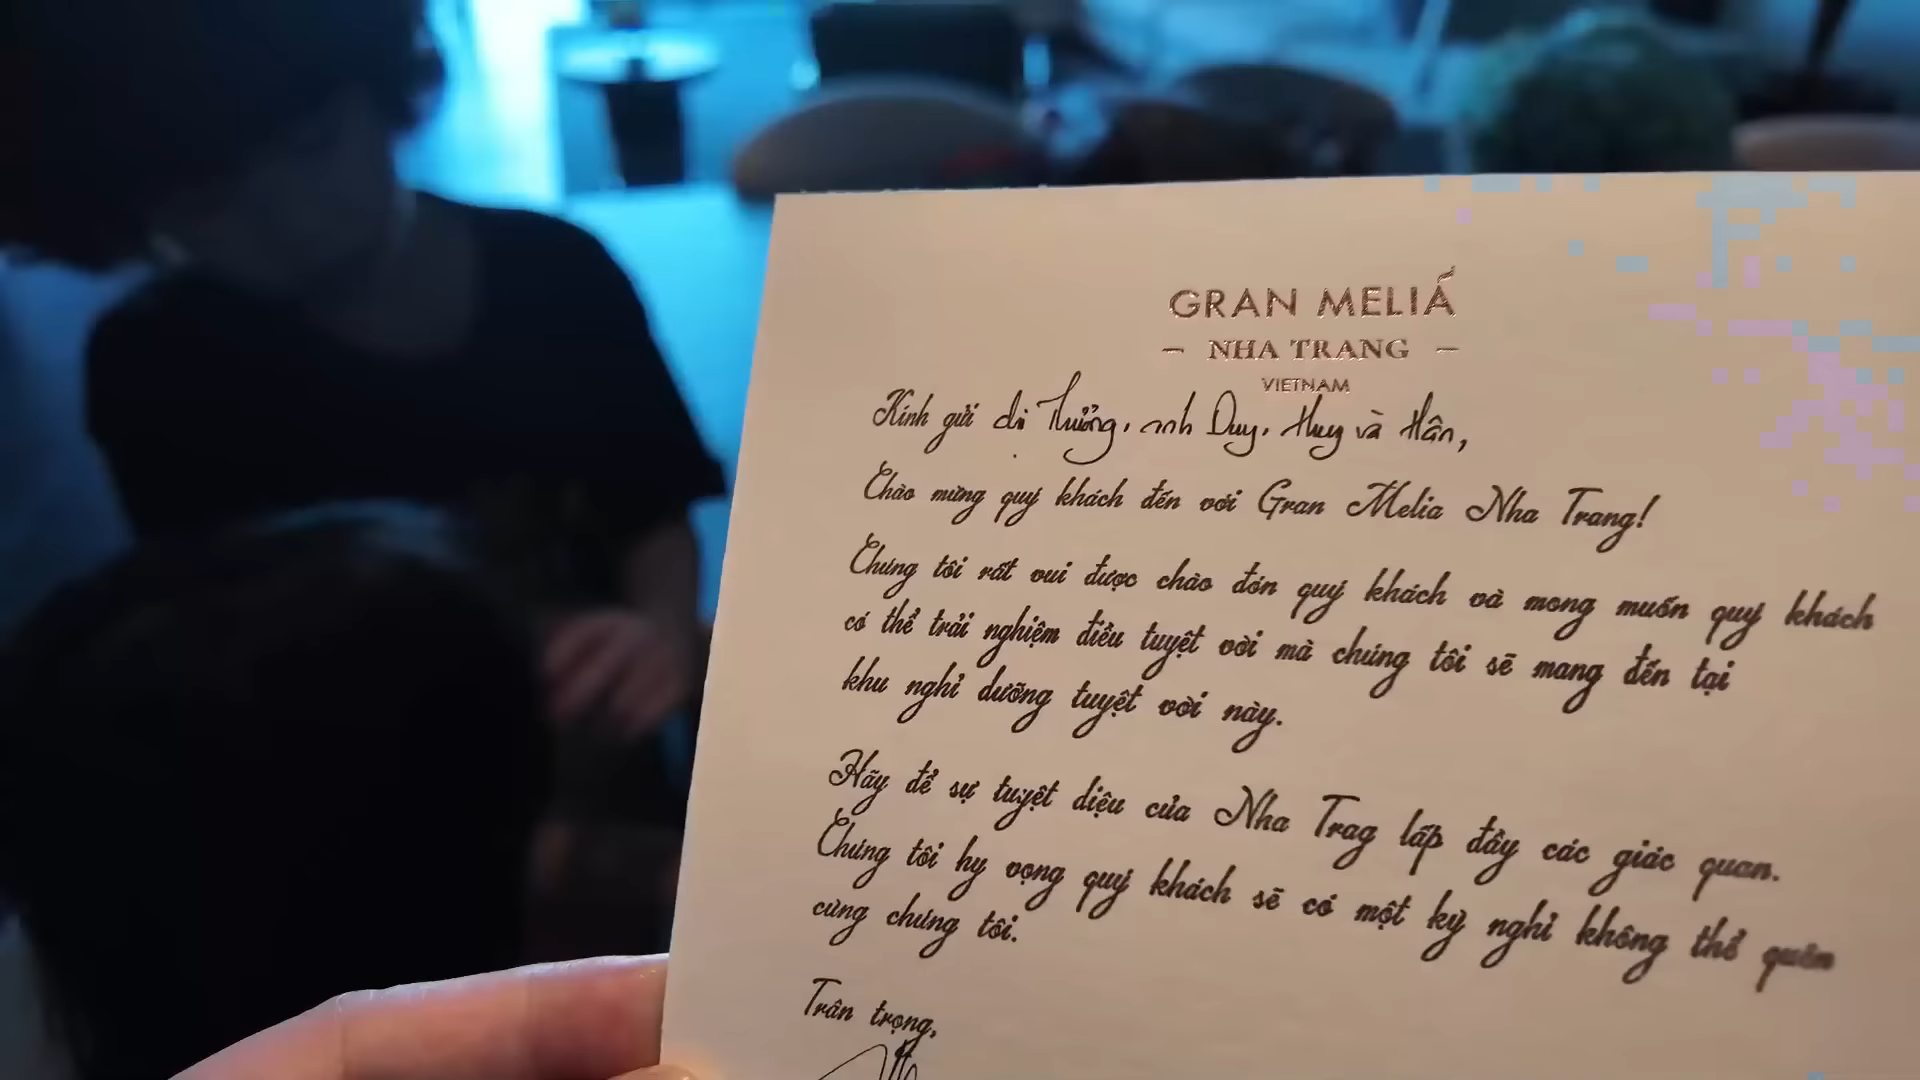 GRAN MELIÁ
— NHA TRANG —
VIETNAM
Kính gửi chị Thưởng, anh Duy, Huy và Hân,
Chào mừng quý khách đến với Gran Melia Nha Trang!
Chúng tôi rất vui được chào đón quý khách và mong muốn quý khách
có thể trải nghiệm điều tuyệt vời mà chúng tôi sẽ mang đến tại
khu nghỉ dưỡng tuyệt vời này.
Hãy để sự tuyệt diệu của Nha Trag lấp đầy các giác quan.
Chúng tôi hy vọng quý khách sẽ có một kỳ nghỉ không thể quên
cùng chúng tôi.
Trân trọng,